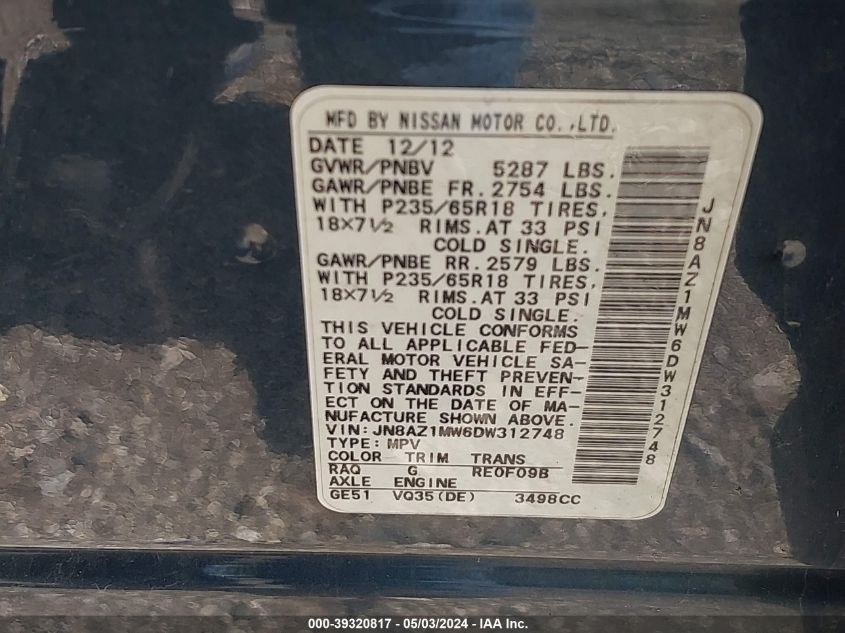 MFD BY NISSAN MOTOR CO.,LTD.
DATE 12/12
GVWR/PNBV 5287 LBS.
GAWR/PNBE FR. 2754 LBS.
WITH P235/65R18 TIRES,
18×7½ RIMS. AT 33 PSI
COLD SINGLE.
GAWR/PNBE RR. 2579 LBS.
WITH P235/65R18 TIRES,
18×7½ RIMS. AT 33 PSI
COLD SINGLE.
THIS VEHICLE CONFORMS
TO ALL APPLICABLE FED-
ERAL MOTOR VEHICLE SA-
FETY AND THEFT PREVEN-
TION STANDARDS IN EFF-
ECT ON THE DATE OF MA-
NUFACTURE SHOWN ABOVE.
VIN: JN8AZ1MW6DW312748
TYPE: MPV
COLOR TRIM TRANS
RAQ G RE0F09B
AXLE ENGINE
GE51 VQ35(DE) 3498CC
JN8AZ1MW6DW312748
000-39320817 - 05/03/2024 - IAA Inc.